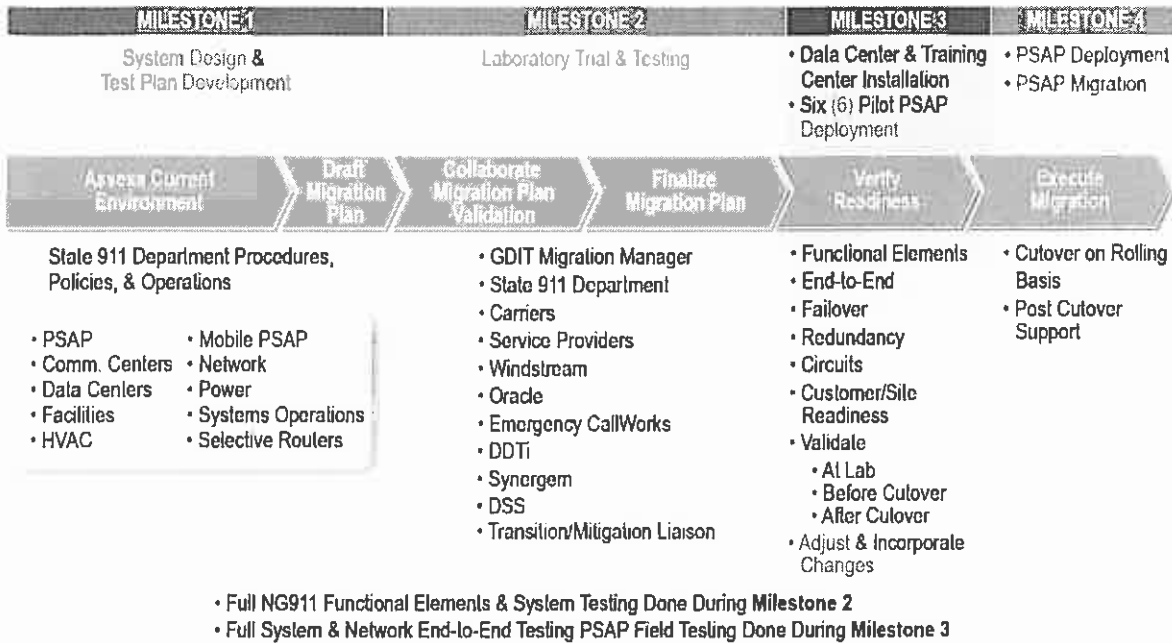 MILESTONE 1
MILESTONE 2
MILESTONE 3
MILESTONE 4
System Design &
Test Plan Development
Laboratory Trial & Testing
• Data Center & Training
Center Installation
• Six (6) Pilot PSAP
Deployment
• PSAP Deployment
• PSAP Migration
Assess Current
Environment
Draft
Migration
Plan
Collaborate
Migration Plan
Validation
Finalize
Migration Plan
Verify
Readiness
Execute
Migration
State 911 Department Procedures,
Policies, & Operations
• PSAP
• Comm. Centers
• Data Centers
• Facilities
• HVAC
• Mobile PSAP
• Network
• Power
• Systems Operations
• Selective Routers
• GDIT Migration Manager
• State 911 Department
• Carriers
• Service Providers
• Windstream
• Oracle
• Emergency CallWorks
• DDTi
• Synergem
• DSS
• Transition/Mitigation Liaison
• Functional Elements
• End-to-End
• Failover
• Redundancy
• Circuits
• Customer/Site
Readiness
• Validate
• At Lab
• Before Cutover
• After Cutover
• Adjust & Incorporate
Changes
• Cutover on Rolling
Basis
• Post Cutover
Support
• Full NG911 Functional Elements & System Testing Done During Milestone 2
• Full System & Network End-to-End Testing PSAP Field Testing Done During Milestone 3